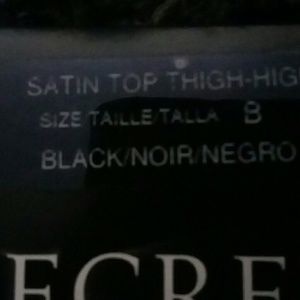 SATIN TOP THIGH-HIG
SIZE/TAILLE/TALLA B
BLACK/NOIR/NEGRO
ECRE